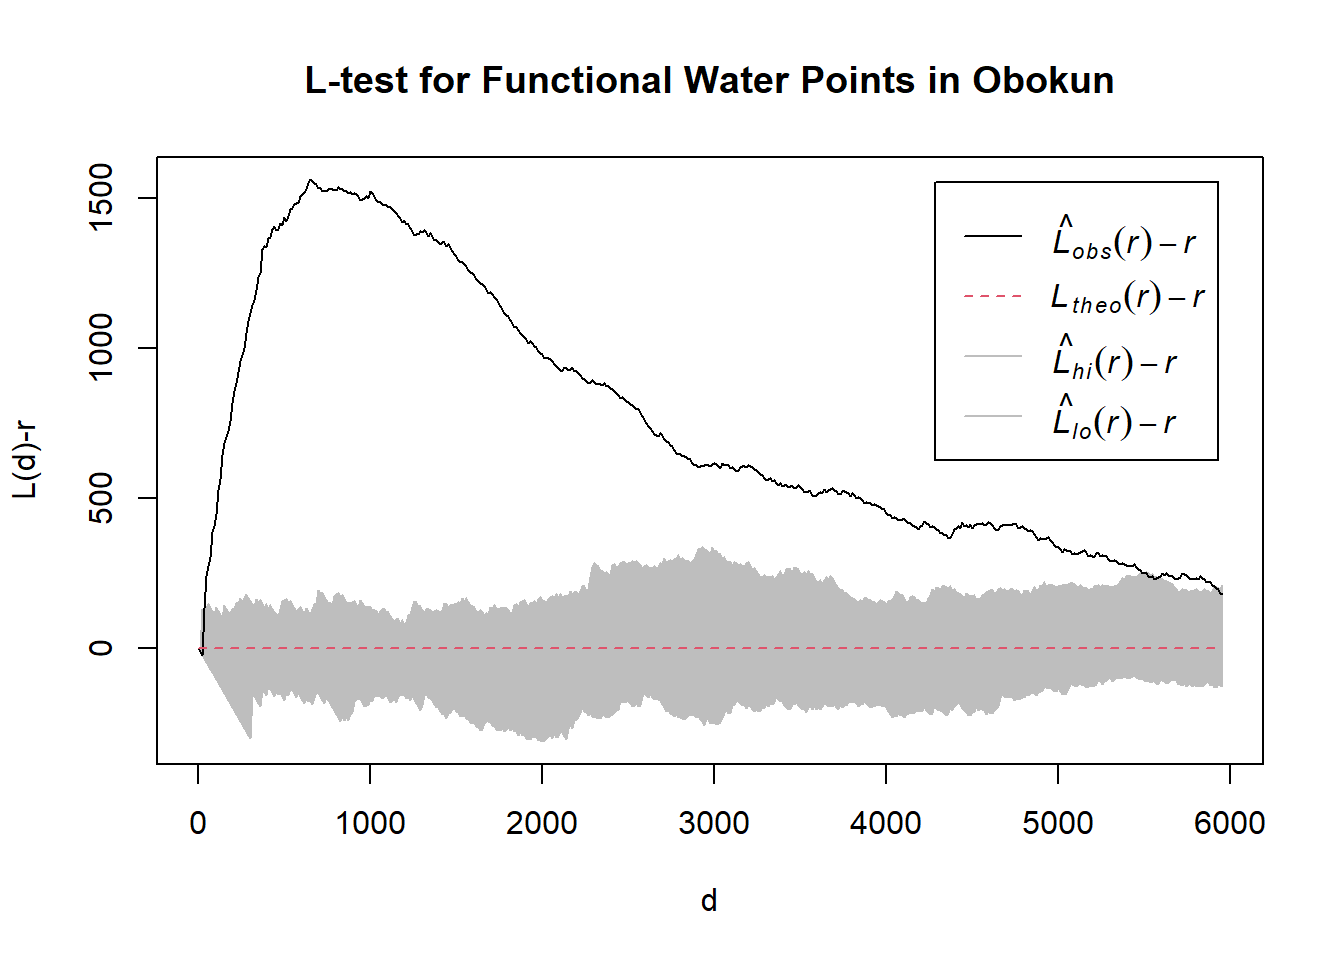 L-test for Functional Water Points in Obokun
L(d)-r
1500
1000
500
0
L̂obs(r) – r
Ltheo(r) – r
L̂hi(r) – r
L̂lo(r) – r
0 1000 2000 3000 4000 5000 6000
d